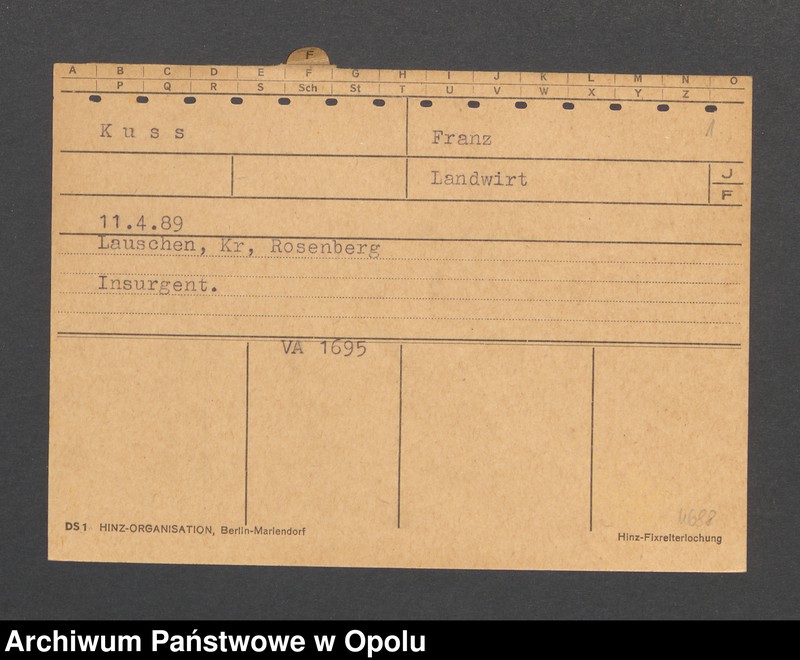 F
A B C D E F G H I J K L M N O
P Q R S Sch St T U V W X Y Z
1
Kuss
Franz
Landwirt
J
F
11.4.89
Lauschen, Kr, Rosenberg
Insurgent.
VA 1695
4688
DS1 HINZ-ORGANISATION, Berlin-Mariendorf
Hinz-Fixreiterlochung
Archiwum Państwowe w Opolu